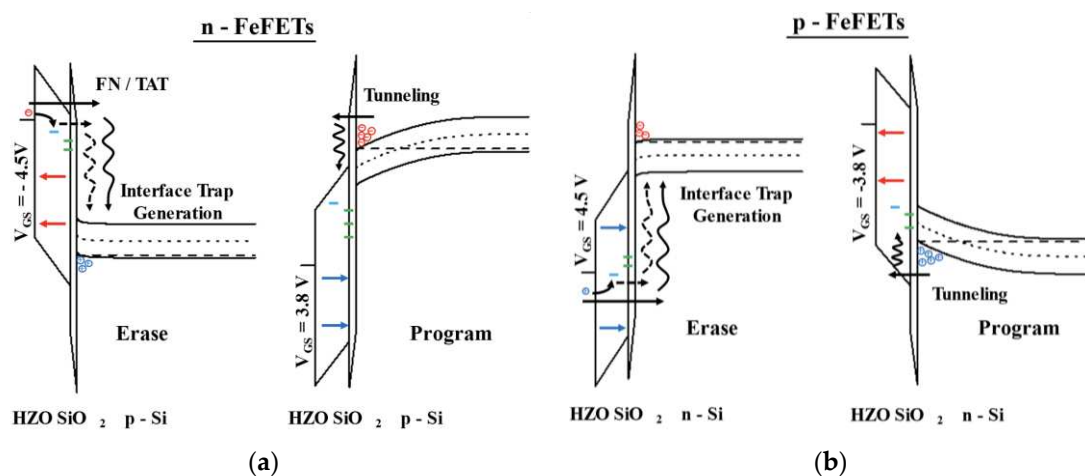 n - FeFETs
p - FeFETs
FN / TAT
V_GS = - 4.5V
Interface Trap
Generation
Erase
HZO SiO 2 p - Si
Tunneling
V_GS = 3.8 V
Program
HZO SiO 2 p - Si
(a)
V_GS = 4.5 V
Interface Trap
Generation
Erase
HZO SiO 2 n - Si
V_GS = -3.8 V
Tunneling
Program
HZO SiO 2 n - Si
(b)